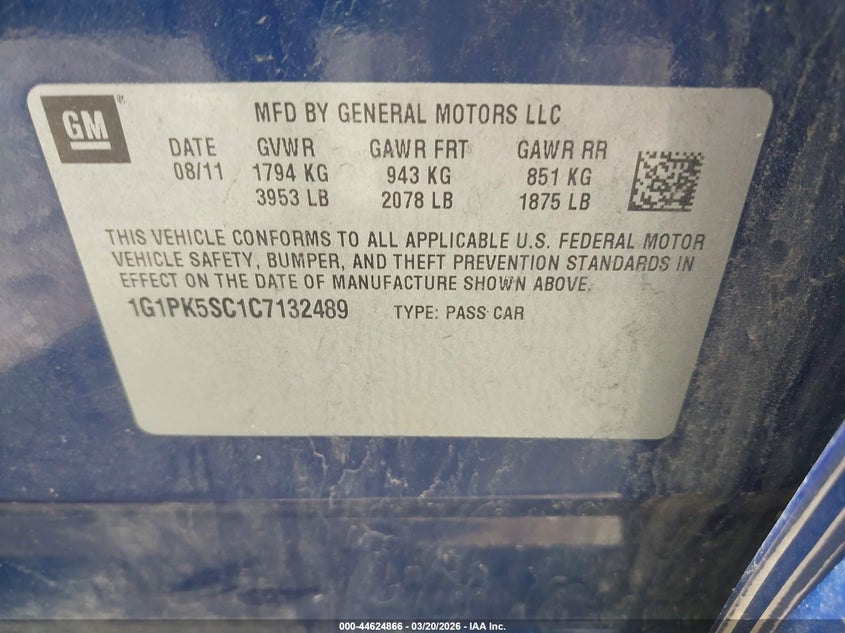 GM
MFD BY GENERAL MOTORS LLC
DATE GVWR GAWR FRT GAWR RR
08/11 1794 KG 943 KG 851 KG
3953 LB 2078 LB 1875 LB
THIS VEHICLE CONFORMS TO ALL APPLICABLE U.S. FEDERAL MOTOR
VEHICLE SAFETY, BUMPER, AND THEFT PREVENTION STANDARDS IN
EFFECT ON THE DATE OF MANUFACTURE SHOWN ABOVE.
1G1PK5SC1C7132489 TYPE: PASS CAR
000-44624866 - 03/20/2026 - IAA Inc.